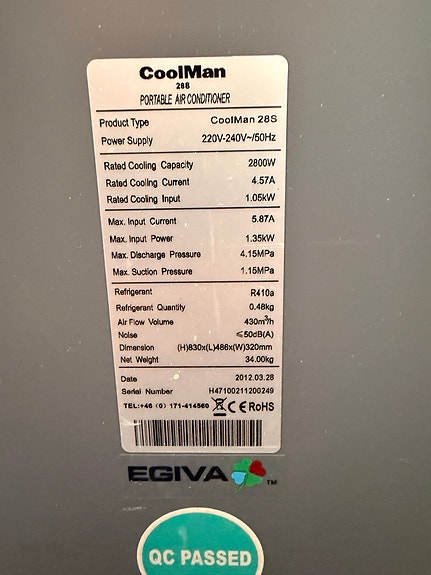 CoolMan
28S
PORTABLE AIR CONDITIONER
Product Type CoolMan 28S
Power Supply 220V-240V~/50Hz
Rated Cooling Capacity 2800W
Rated Cooling Current 4.57A
Rated Cooling Input 1.05kW
Max. Input Current 5.87A
Max. Input Power 1.35kW
Max. Discharge Pressure 4.15MPa
Max. Suction Pressure 1.15MPa
Refrigerant R410a
Refrigerant Quantity 0.48kg
Air Flow Volume 430m³/h
Noise ≤50dB(A)
Dimension (H)830x(L)486x(W)320mm
Net Weight 34.00kg
Date 2012.03.28
Serial Number H47100211200249
TEL:+46 (0) 171-414560 CE RoHS
EGIVA TM
QC PASSED